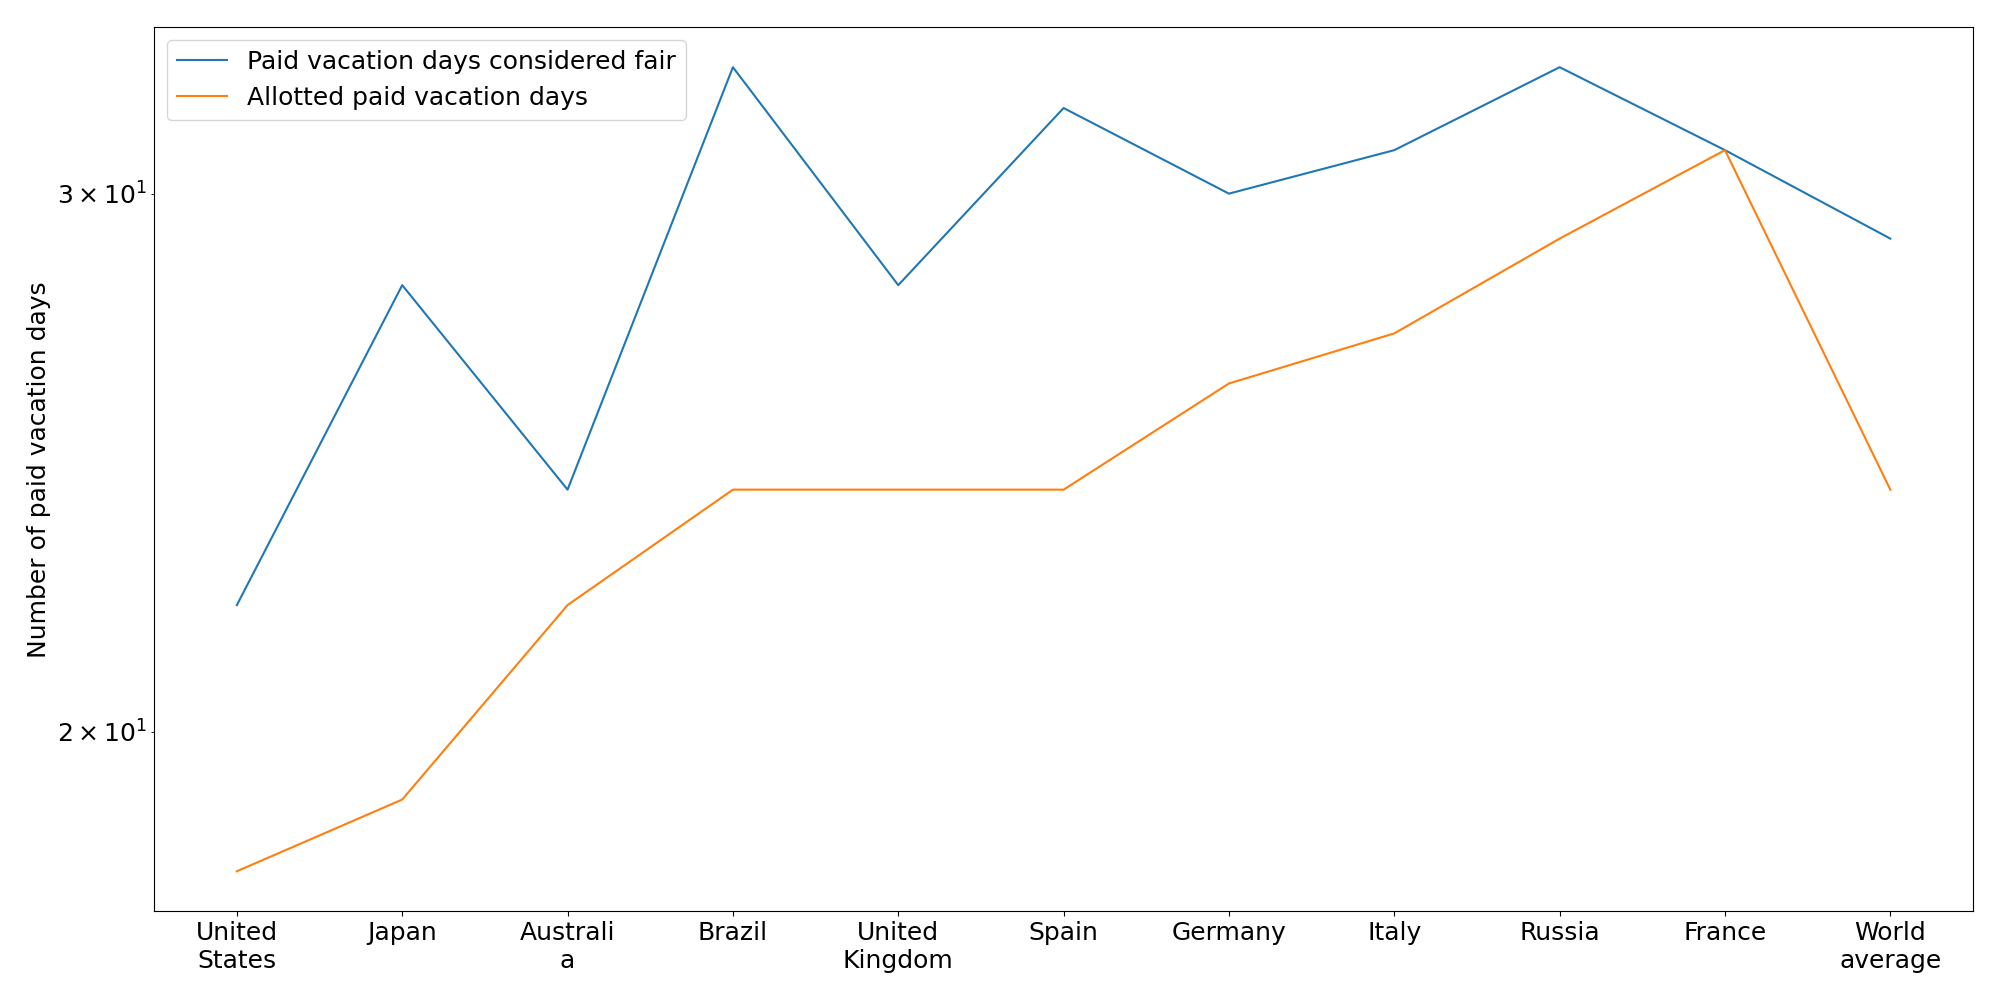 Paid vacation days considered fair
Allotted paid vacation days
Number of paid vacation days
3 × 10¹
2 × 10¹
United
States
Japan
Australi
a
Brazil
United
Kingdom
Spain
Germany
Italy
Russia
France
World
average